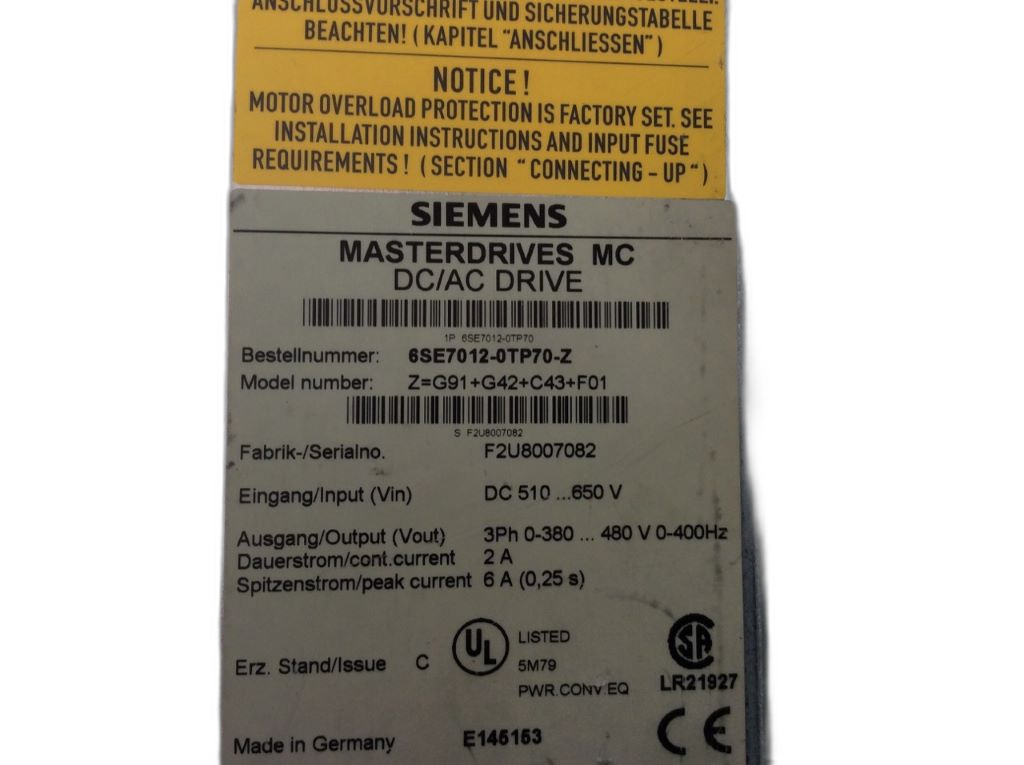 ANSCHLUSSVORSCHRIFT UND SICHERUNGSTABELLE
BEACHTEN! ( KAPITEL "ANSCHLIESSEN" )
NOTICE !
MOTOR OVERLOAD PROTECTION IS FACTORY SET. SEE
INSTALLATION INSTRUCTIONS AND INPUT FUSE
REQUIREMENTS ! ( SECTION " CONNECTING - UP " )
SIEMENS
MASTERDRIVES MC
DC/AC DRIVE
1P 6SE7012-0TP70
Bestellnummer: 6SE7012-0TP70-Z
Model number: Z=G91+G42+C43+F01
S F2U8007082
Fabrik-/Serialno. F2U8007082
Eingang/Input (Vin) DC 510 ...650 V
Ausgang/Output (Vout) 3Ph 0-380 ... 480 V 0-400Hz
Dauerstrom/cont.current 2 A
Spitzenstrom/peak current 6 A (0,25 s)
Erz. Stand/Issue C
UL
LISTED
5M79
PWR.CONV.EQ
SA
LR21927
Made in Germany E145153
CE